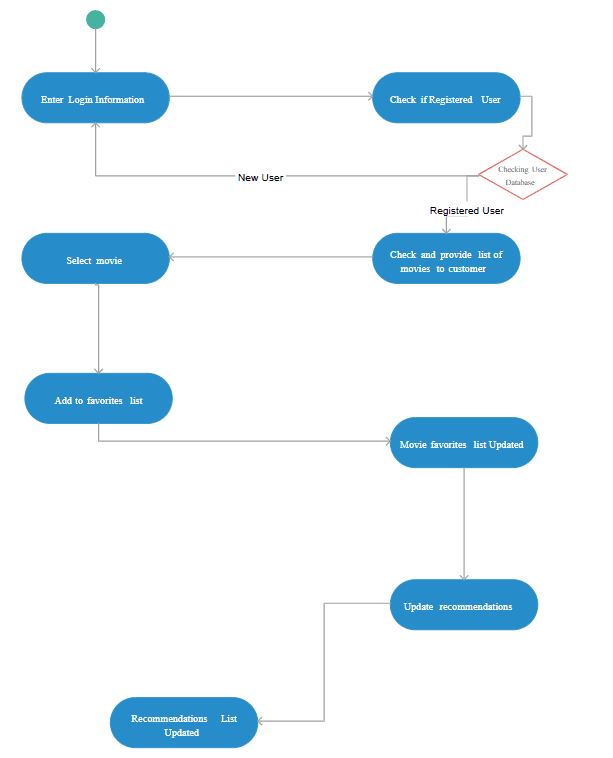 Enter Login Information
Check if Registered User
Checking User
Database
New User
Registered User
Select movie
Check and provide list of
movies to customer
Add to favorites list
Movie favorites list Updated
Update recommendations
Recommendations List
Updated